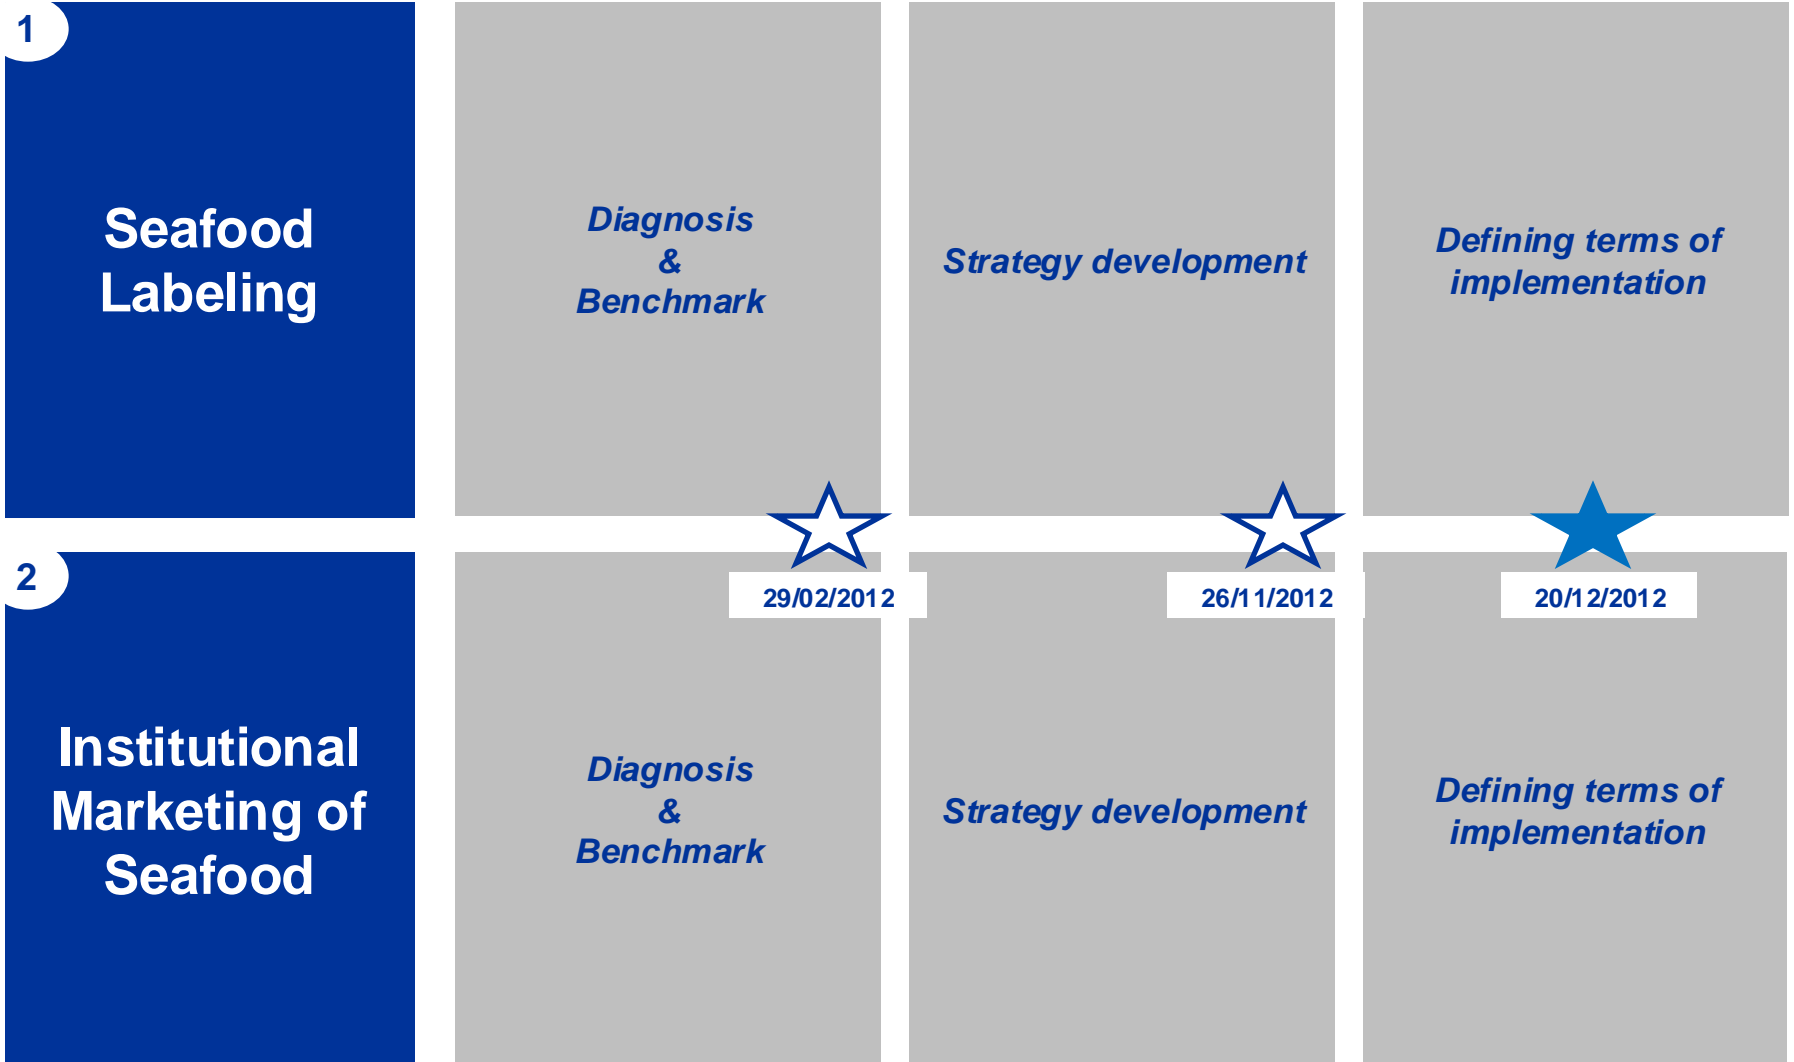 1
Seafood
Labeling
Diagnosis
&
Benchmark
Strategy development
Defining terms of
implementation
29/02/2012
26/11/2012
20/12/2012
2
Institutional
Marketing of
Seafood
Diagnosis
&
Benchmark
Strategy development
Defining terms of
implementation